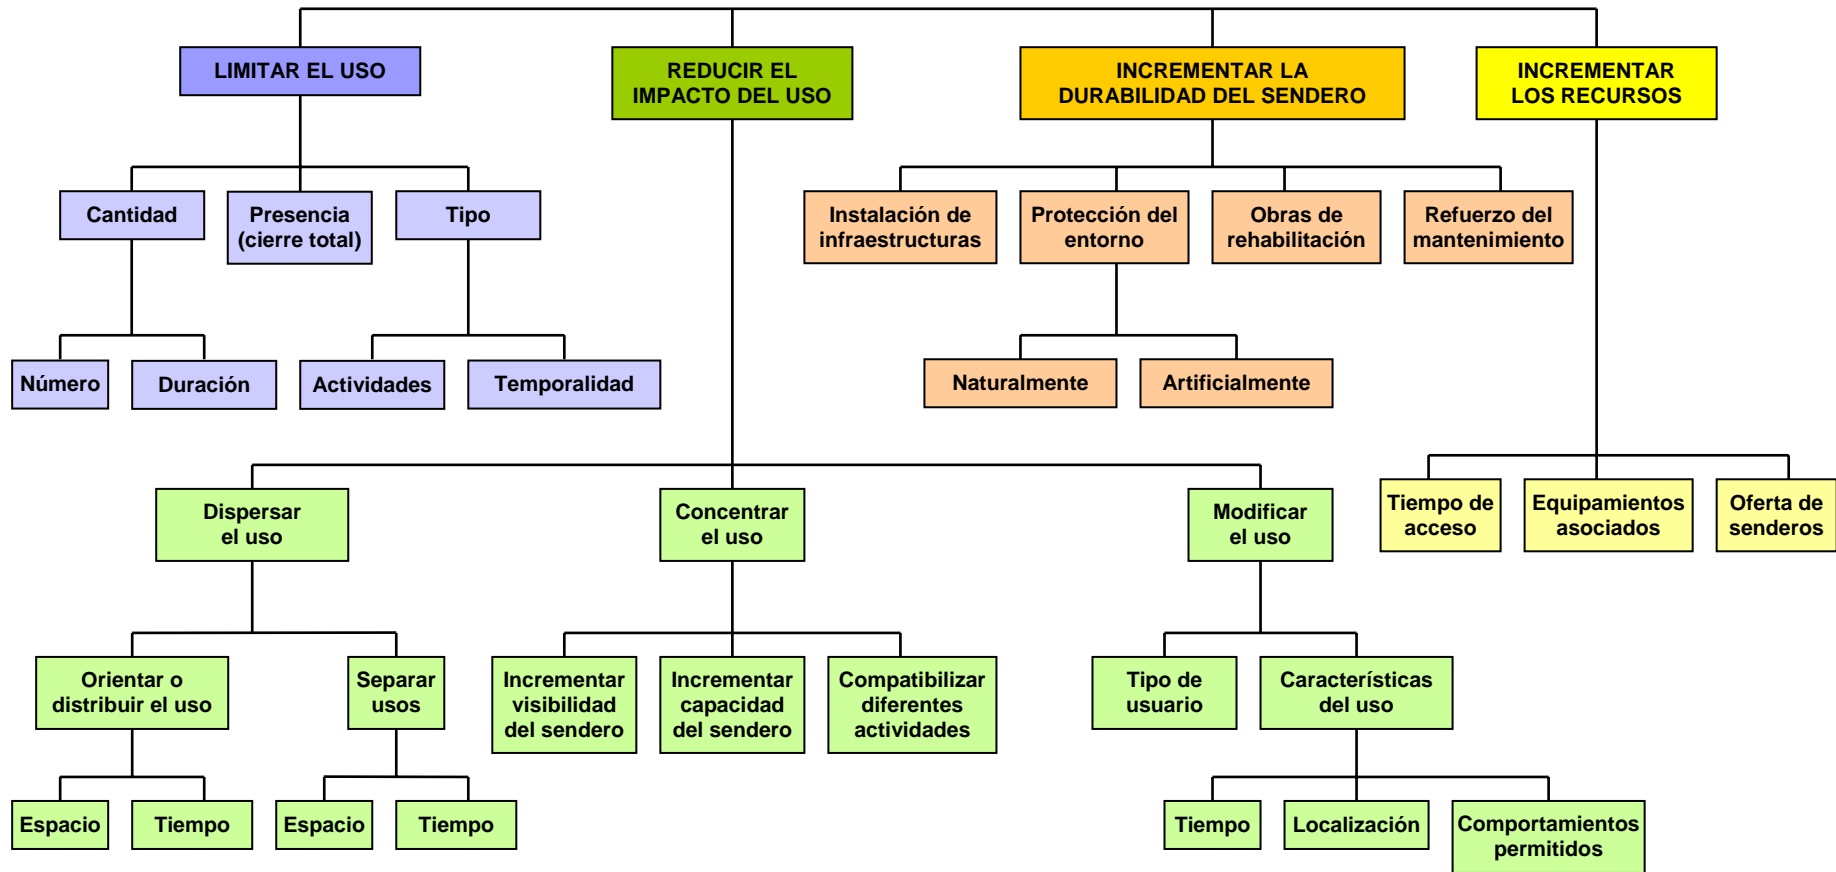 LIMITAR EL USO
REDUCIR EL
IMPACTO DEL USO
INCREMENTAR LA
DURABILIDAD DEL SENDERO
INCREMENTAR
LOS RECURSOS
Cantidad
Presencia
(cierre total)
Tipo
Instalación de
infraestructuras
Protección del
entorno
Obras de
rehabilitación
Refuerzo del
mantenimiento
Número
Duración
Actividades
Temporalidad
Naturalmente
Artificialmente
Dispersar
el uso
Concentrar
el uso
Modificar
el uso
Tiempo de
acceso
Equipamientos
asociados
Oferta de
senderos
Orientar o
distribuir el uso
Separar
usos
Incrementar
visibilidad
del sendero
Incrementar
capacidad
del sendero
Compatibilizar
diferentes
actividades
Tipo de
usuario
Características
del uso
Espacio
Tiempo
Espacio
Tiempo
Tiempo
Localización
Comportamientos
permitidos